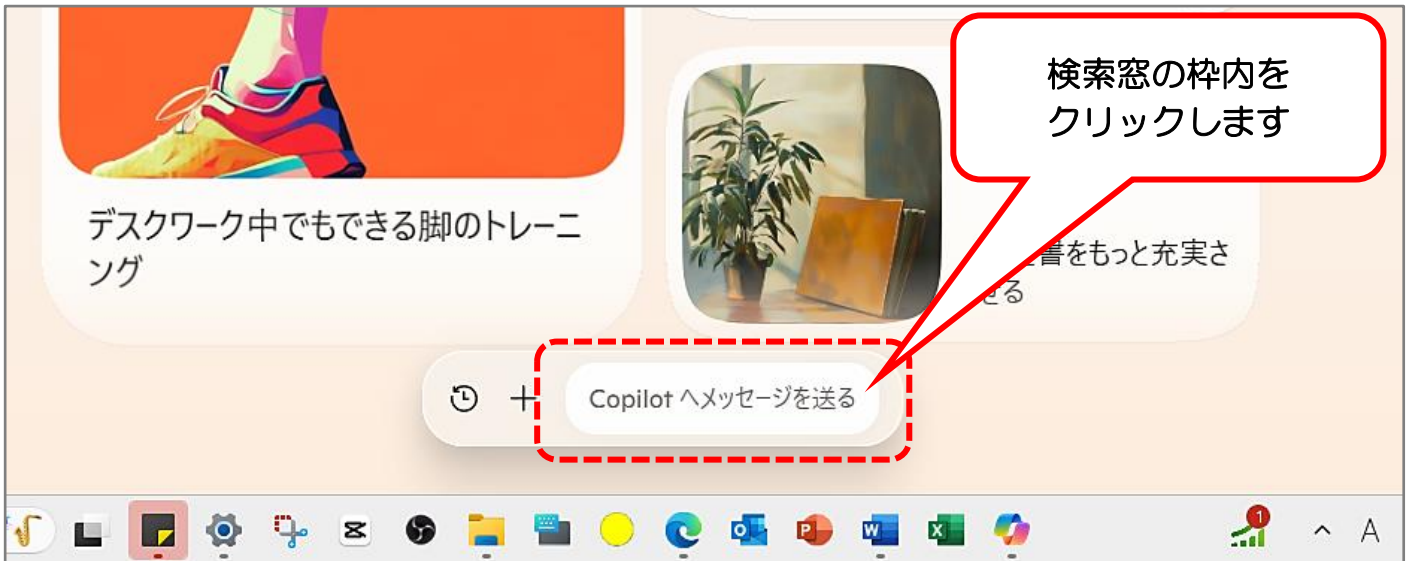 検索窓の枠内を
クリックします
デスクワーク中でもできる脚のトレーニ
ング
書をもっと充実さ
る
Copilot へメッセージを送る
1
A